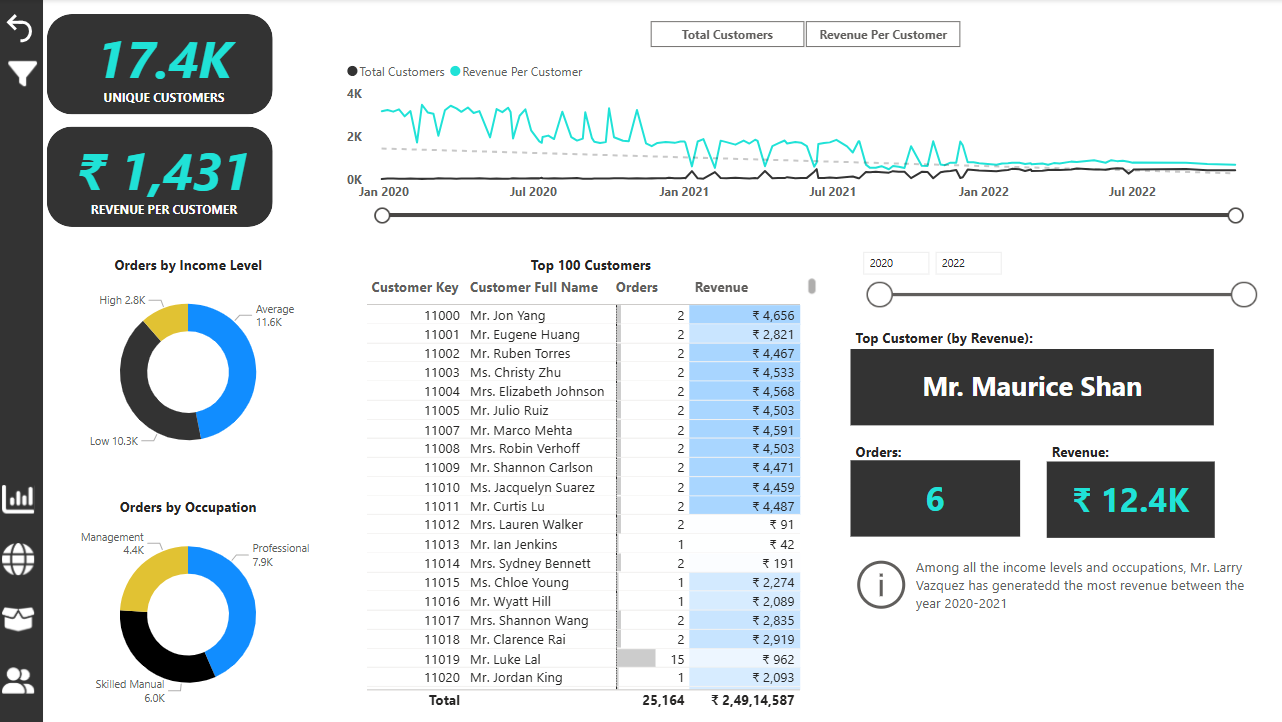 17.4K
UNIQUE CUSTOMERS
₹ 1,431
REVENUE PER CUSTOMER
Total Customers
Revenue Per Customer
Total Customers Revenue Per Customer
4K
2K
0K
Jan 2020 Jul 2020 Jan 2021 Jul 2021 Jan 2022 Jul 2022
Orders by Income Level
High 2.8K
Average
11.6K
Low 10.3K
Orders by Occupation
Management
4.4K
Professional
7.9K
Skilled Manual
6.0K
Top 100 Customers
Customer Key Customer Full Name Orders Revenue
11000 Mr. Jon Yang 2 ₹ 4,656
11001 Mr. Eugene Huang 2 ₹ 2,821
11002 Mr. Ruben Torres 2 ₹ 4,467
11003 Ms. Christy Zhu 2 ₹ 4,533
11004 Mrs. Elizabeth Johnson 2 ₹ 4,568
11005 Mr. Julio Ruiz 2 ₹ 4,503
11007 Mr. Marco Mehta 2 ₹ 4,591
11008 Mrs. Robin Verhoff 2 ₹ 4,503
11009 Mr. Shannon Carlson 2 ₹ 4,471
11010 Ms. Jacquelyn Suarez 2 ₹ 4,459
11011 Mr. Curtis Lu 2 ₹ 4,487
11012 Mrs. Lauren Walker 2 ₹ 91
11013 Mr. Ian Jenkins 1 ₹ 42
11014 Mrs. Sydney Bennett 2 ₹ 191
11015 Ms. Chloe Young 1 ₹ 2,274
11016 Mr. Wyatt Hill 1 ₹ 2,089
11017 Mrs. Shannon Wang 2 ₹ 2,835
11018 Mr. Clarence Rai 2 ₹ 2,919
11019 Mr. Luke Lal 15 ₹ 962
11020 Mr. Jordan King 1 ₹ 2,093
Total 25,164 ₹ 2,49,14,587
2020 2022
Top Customer (by Revenue):
Mr. Maurice Shan
Orders:
6
Revenue:
₹ 12.4K
i
Among all the income levels and occupations, Mr. Larry
Vazquez has generatedd the most revenue between the
year 2020-2021